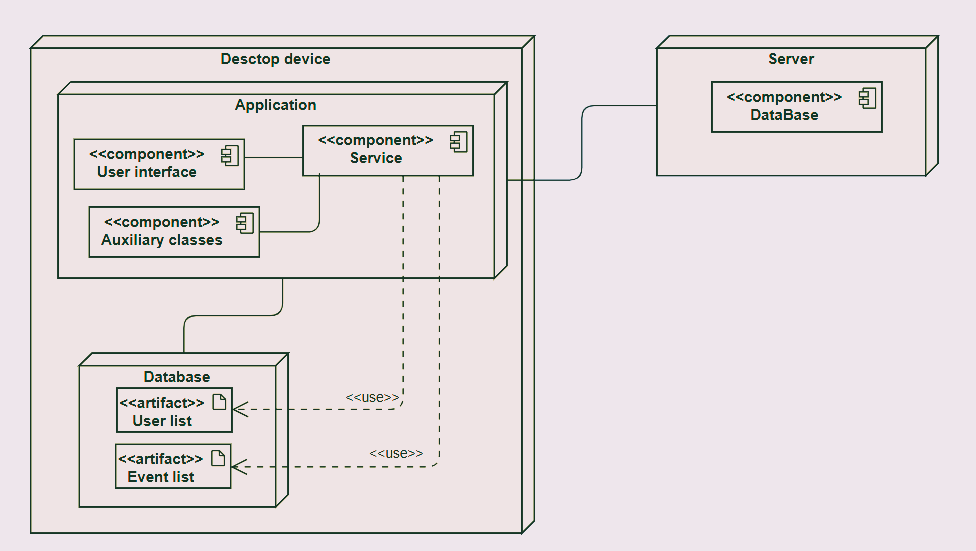 Desctop device
Application
<<component>>
User interface
<<component>>
Service
<<component>>
Auxiliary classes
Database
<<artifact>>
User list
<<artifact>>
Event list
<<use>>
<<use>>
Server
<<component>>
DataBase